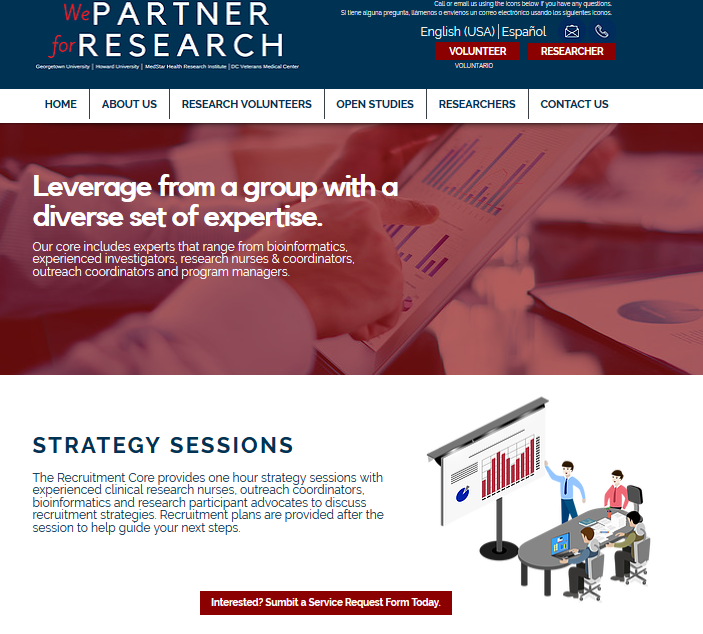 Call or email us using the icons below if you have any questions.
Si tiene alguna pregunta, llámenos o envíenos un correo electrónico usando los siguientes iconos.
We PARTNER
for RESEARCH
Georgetown University | Howard University | MedStar Health Research Institute | DC Veterans Medical Center
English (USA) | Español
VOLUNTEER
RESEARCHER
VOLUNTARIO
HOME
ABOUT US
RESEARCH VOLUNTEERS
OPEN STUDIES
RESEARCHERS
CONTACT US
Leverage from a group with a
diverse set of expertise.
Our core includes experts that range from bioinformatics,
experienced investigators, research nurses & coordinators,
outreach coordinators and program managers.
STRATEGY SESSIONS
The Recruitment Core provides one hour strategy sessions with
experienced clinical research nurses, outreach coordinators,
bioinformatics and research participant advocates to discuss
recruitment strategies. Recruitment plans are provided after the
session to help guide your next steps.
Interested? Sumbit a Service Request Form Today.